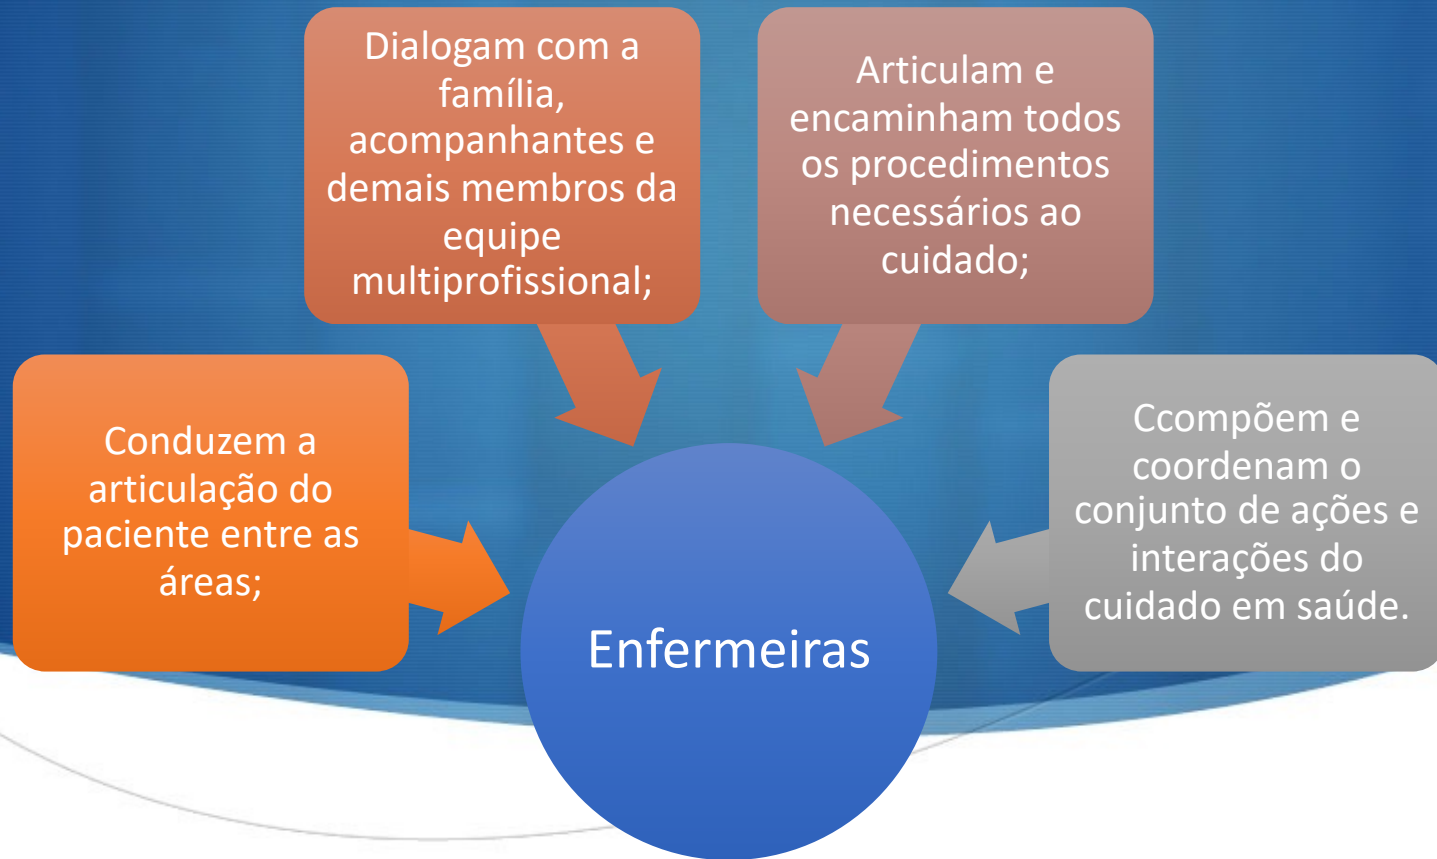 Dialogam com a
família,
acompanhantes e
demais membros da
equipe
multiprofissional;
Articulam e
encaminham todos
os procedimentos
necessários ao
cuidado;
Conduzem a
articulação do
paciente entre as
áreas;
Ccompõem e
coordenam o
conjunto de ações e
interações do
cuidado em saúde.
Enfermeiras